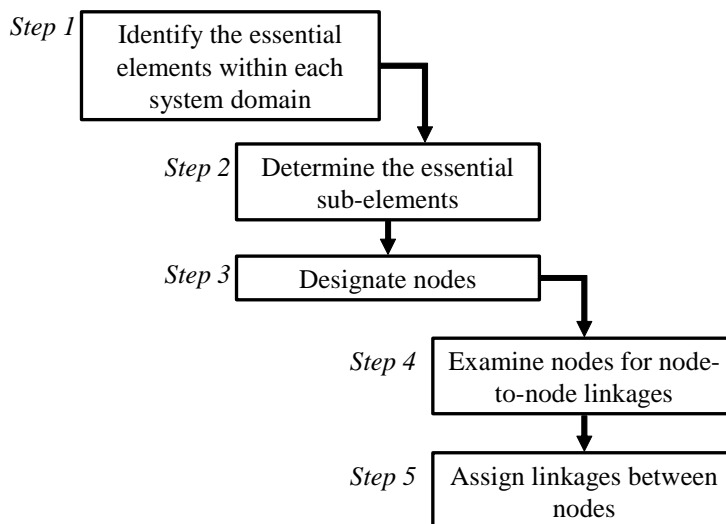 Step 1
Identify the essential
elements within each
system domain
Step 2
Determine the essential
sub-elements
Step 3
Designate nodes
Step 4
Examine nodes for node-
to-node linkages
Step 5
Assign linkages between
nodes